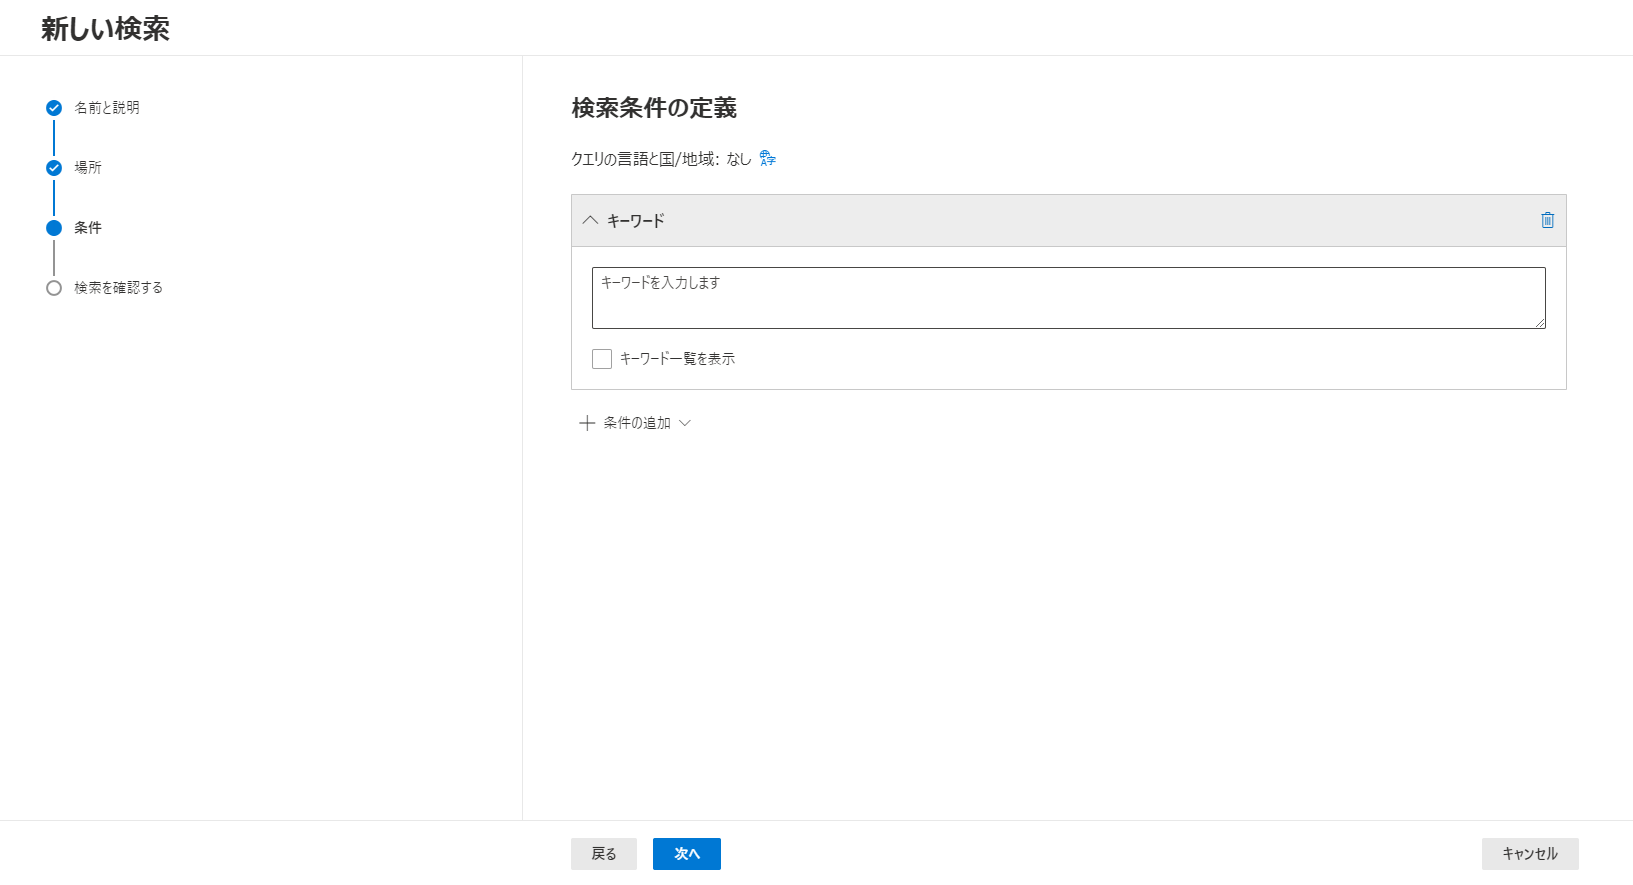 新しい検索
名前と説明
場所
条件
検索を確認する
検索条件の定義
クエリの言語と国/地域: なし
キーワード
キーワードを入力します
キーワード一覧を表示
条件の追加
戻る
次へ
キャンセル